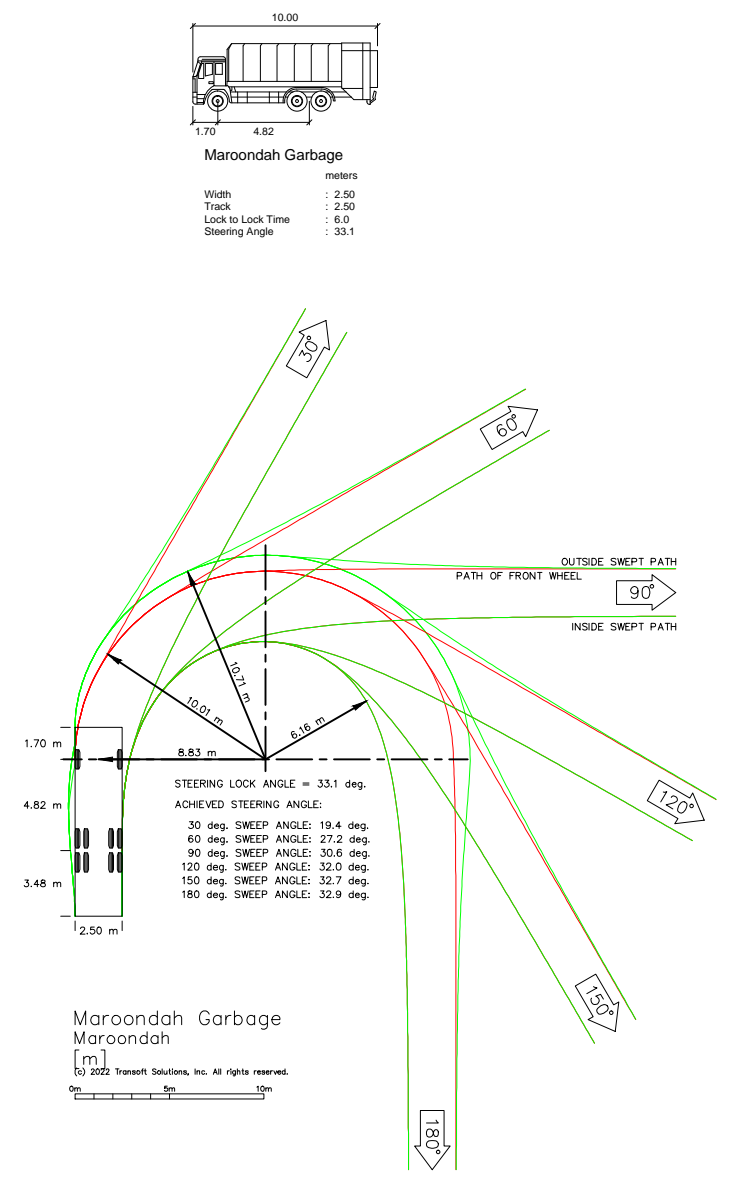 10.00
1.70 4.82
Maroondah Garbage
meters
Width : 2.50
Track : 2.50
Lock to Lock Time : 6.0
Steering Angle : 33.1
30°
60°
OUTSIDE SWEPT PATH
PATH OF FRONT WHEEL
90°
INSIDE SWEPT PATH
10.71 m
10.01 m
6.16 m
8.83 m
1.70 m
4.82 m
3.48 m
2.50 m
STEERING LOCK ANGLE = 33.1 deg.
ACHIEVED STEERING ANGLE:
30 deg. SWEEP ANGLE: 19.4 deg.
60 deg. SWEEP ANGLE: 27.2 deg.
90 deg. SWEEP ANGLE: 30.6 deg.
120 deg. SWEEP ANGLE: 32.0 deg.
150 deg. SWEEP ANGLE: 32.7 deg.
180 deg. SWEEP ANGLE: 32.9 deg.
120°
150°
180°
Maroondah Garbage
Maroondah
[m]
(c) 2022 Transoft Solutions, Inc. All rights reserved.
0m 5m 10m